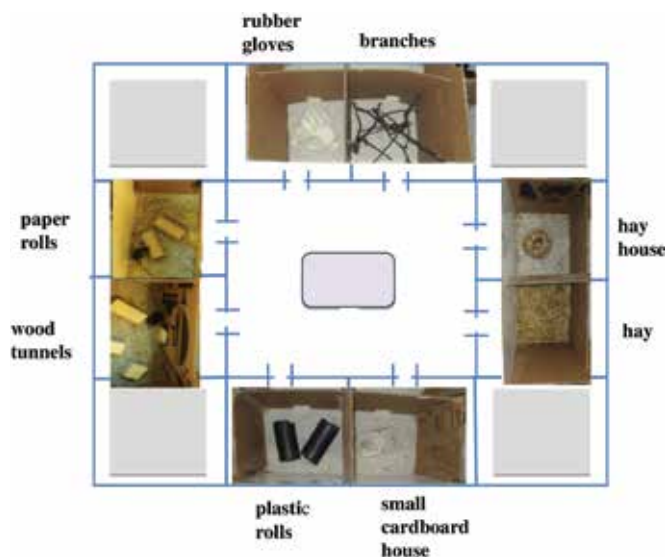 rubber
gloves
branches
paper
rolls
hay
house
wood
tunnels
hay
plastic
rolls
small
cardboard
house